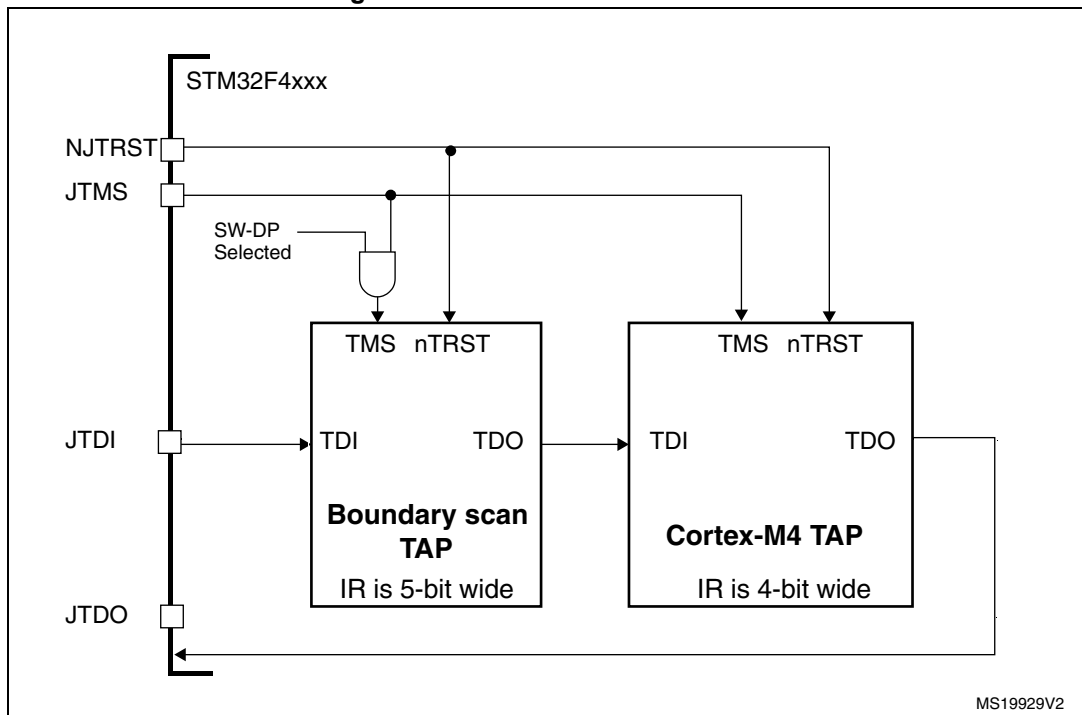 STM32F4xxx
NJTRST
JTMS
SW-DP
Selected
TMS nTRST
TMS nTRST
JTDI
TDI
TDO
TDI
TDO
Boundary scan
TAP
IR is 5-bit wide
Cortex-M4 TAP
IR is 4-bit wide
JTDO
MS19929V2